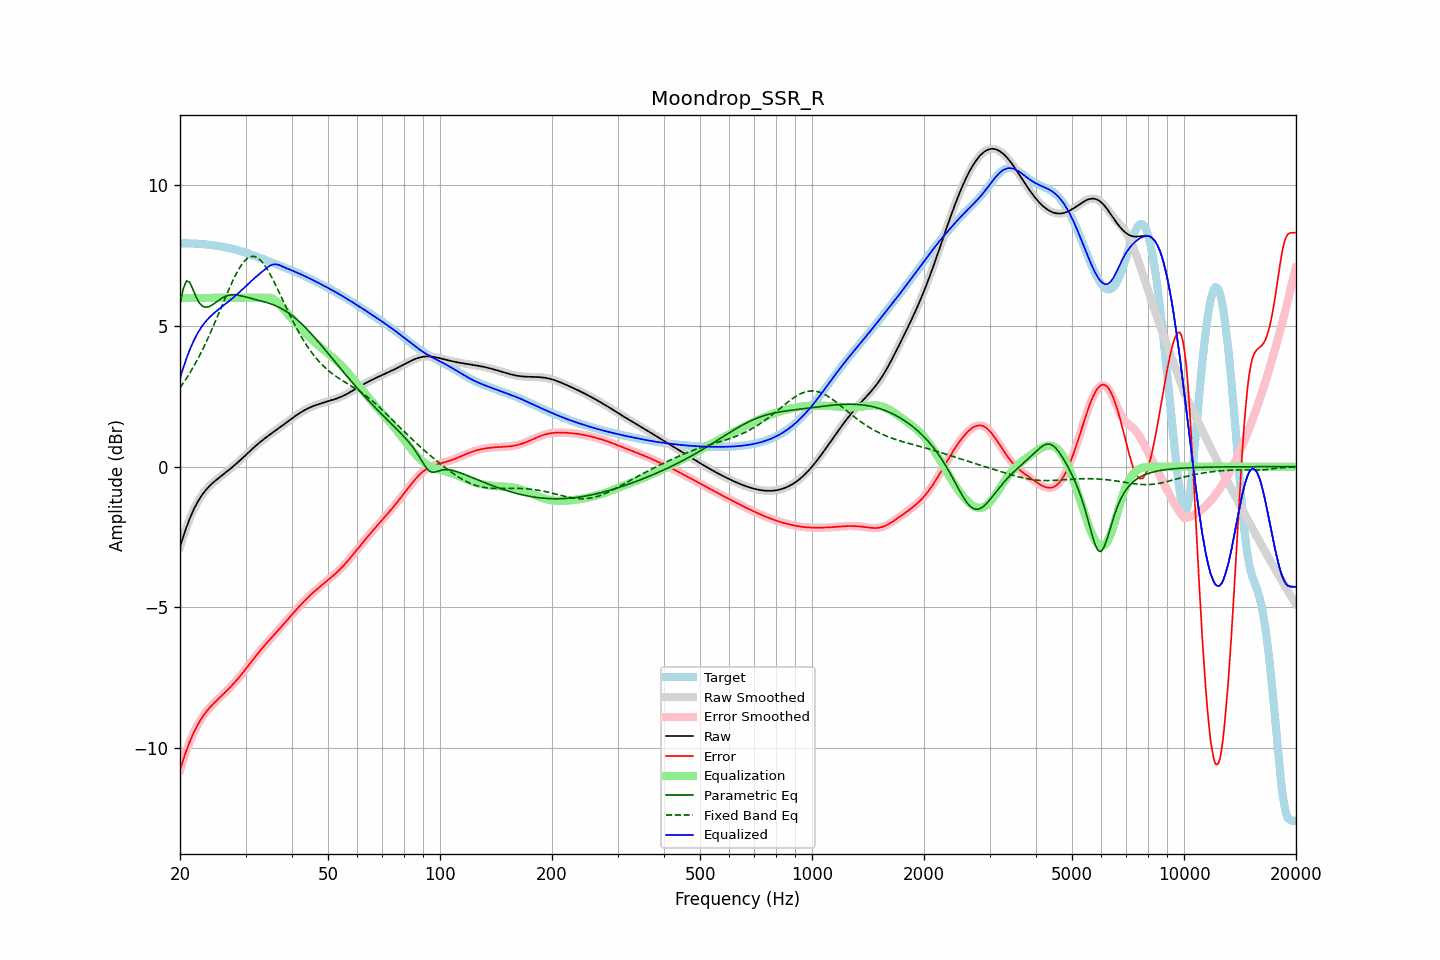 Moondrop_SSR_R
Amplitude (dBr)
10
5
0
−5
−10
Target
Raw Smoothed
Error Smoothed
Raw
Error
Equalization
Parametric Eq
Fixed Band Eq
Equalized
20
50
100
200
500
1000
2000
5000
10000
20000
Frequency (Hz)